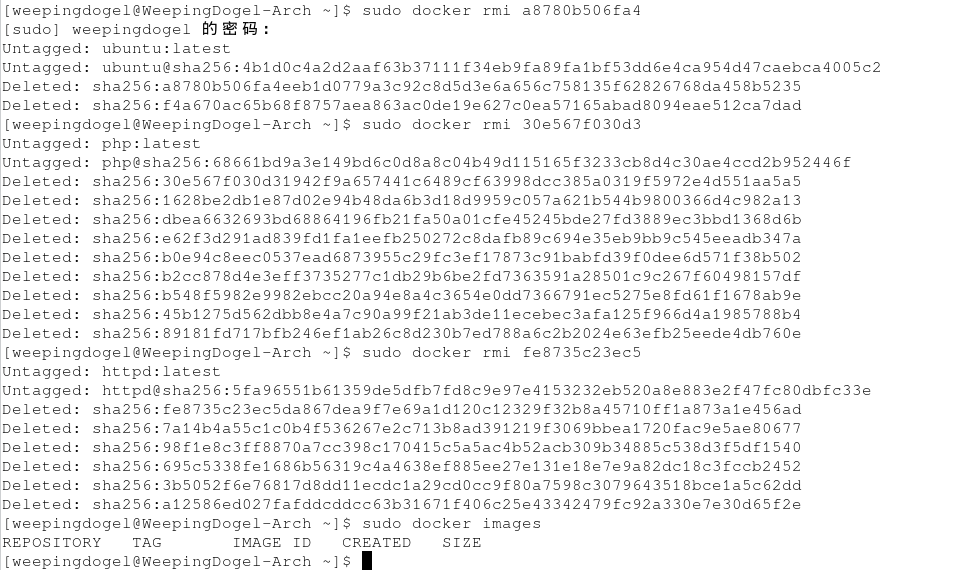 [weepingdogel@WeepingDogel-Arch ~]$ sudo docker rmi a8780b506fa4
[sudo] weepingdogel 的密码：
Untagged: ubuntu:latest
Untagged: ubuntu@sha256:4b1d0c4a2d2aaf63b37111f34eb9fa89fa1bf53dd6e4ca954d47caebca4005c2
Deleted: sha256:a8780b506fa4eeb1d0779a3c92c8d5d3e6a656c758135f62826768da458b5235
Deleted: sha256:f4a670ac65b68f8757aea863ac0de19e627c0ea57165abad8094eae512ca7dad
[weepingdogel@WeepingDogel-Arch ~]$ sudo docker rmi 30e567f030d3
Untagged: php:latest
Untagged: php@sha256:68661bd9a3e149bd6c0d8a8c04b49d115165f3233cb8d4c30ae4ccd2b952446f
Deleted: sha256:30e567f030d31942f9a657441c6489cf63998dcc385a0319f5972e4d551aa5a5
Deleted: sha256:1628be2db1e87d02e94b48da6b3d18d9959c057a621b544b9800366d4c982a13
Deleted: sha256:dbea6632693bd68864196fb21fa50a01cfe45245bde27fd3889ec3bbd1368d6b
Deleted: sha256:e62f3d291ad839fd1fa1eefb250272c8dafb89c694e35eb9bb9c545eeadb347a
Deleted: sha256:b0e94c8eec0537ead6873955c29fc3ef17873c91babfd39f0dee6d571f38b502
Deleted: sha256:b2cc878d4e3eff3735277c1db29b6be2fd7363591a28501c9c267f60498157df
Deleted: sha256:b548f5982e9982ebcc20a94e8a4c3654e0dd7366791ec5275e8fd61f1678ab9e
Deleted: sha256:45b1275d562dbb8e4a7c90a99f21ab3de11ecebec3afa125f966d4a1985788b4
Deleted: sha256:89181fd717bfb246ef1ab26c8d230b7ed788a6c2b2024e63efb25eede4db760e
[weepingdogel@WeepingDogel-Arch ~]$ sudo docker rmi fe8735c23ec5
Untagged: httpd:latest
Untagged: httpd@sha256:5fa96551b61359de5dfb7fd8c9e97e4153232eb520a8e883e2f47fc80dbfc33e
Deleted: sha256:fe8735c23ec5da867dea9f7e69a1d120c12329f32b8a45710ff1a873a1e456ad
Deleted: sha256:7a14b4a55c1c0b4f536267e2c713b8ad391219f3069bbea1720fac9e5ae80677
Deleted: sha256:98f1e8c3ff8870a7cc398c170415c5a5ac4b52acb309b34885c538d3f5df1540
Deleted: sha256:695c5338fe1686b56319c4a4638ef885ee27e131e18e7e9a82dc18c3fccb2452
Deleted: sha256:3b5052f6e76817d8dd11ecdc1a29cd0cc9f80a7598c3079643518bce1a5c62dd
Deleted: sha256:a12586ed027fafddcddcc63b31671f406c25e43342479fc92a330e7e30d65f2e
[weepingdogel@WeepingDogel-Arch ~]$ sudo docker images
REPOSITORY   TAG       IMAGE ID   CREATED   SIZE
[weepingdogel@WeepingDogel-Arch ~]$